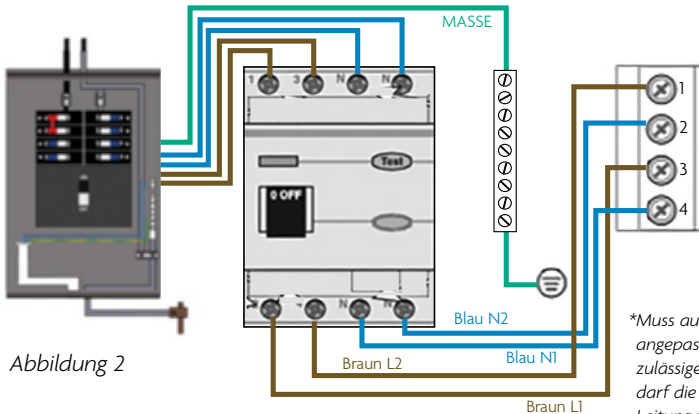 MASSE
1 3 N N
1
Test
2
0 OFF
3
4
N N
Blau N2
Blau N1
Braun L2
Braun L1
Abbildung 2
*Muss au
angepas
zulässige
darf die